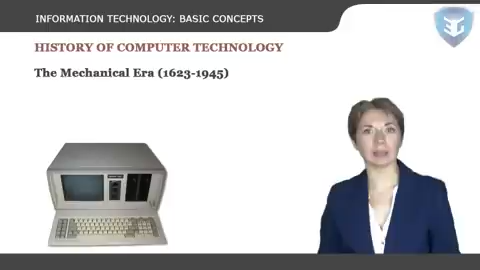 INFORMATION TECHNOLOGY: BASIC CONCEPTS
HISTORY OF COMPUTER TECHNOLOGY
The Mechanical Era (1623-1945)